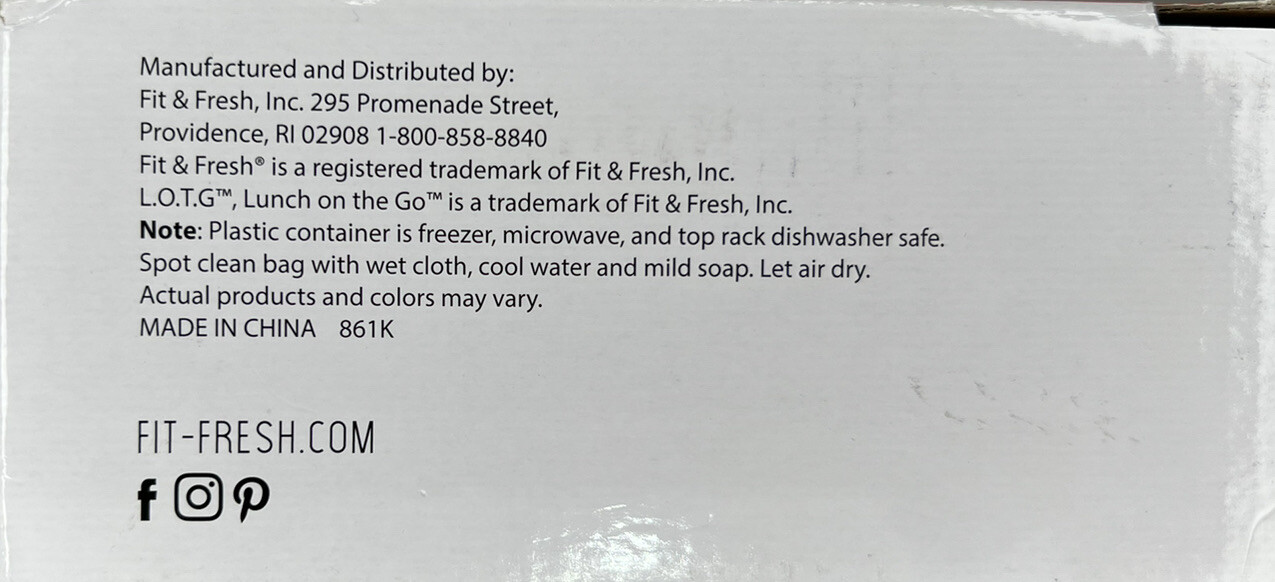 Manufactured and Distributed by:
Fit & Fresh, Inc. 295 Promenade Street,
Providence, RI 02908 1-800-858-8840
Fit & Fresh® is a registered trademark of Fit & Fresh, Inc.
L.O.T.G™, Lunch on the Go™ is a trademark of Fit & Fresh, Inc.
Note: Plastic container is freezer, microwave, and top rack dishwasher safe.
Spot clean bag with wet cloth, cool water and mild soap. Let air dry.
Actual products and colors may vary.
MADE IN CHINA 861K
FIT-FRESH.COM